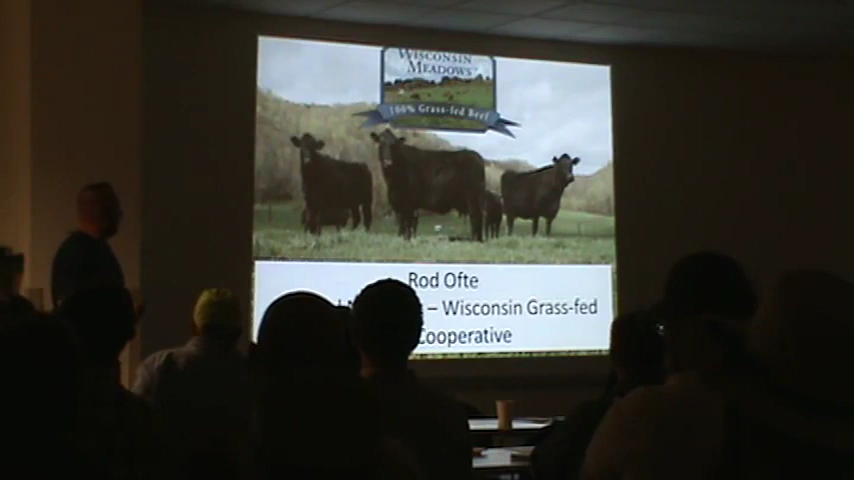 WISCONSIN
MEADOWS
100% Grass-fed Beef
Rod Ofte
– Wisconsin Grass-fed
Cooperative